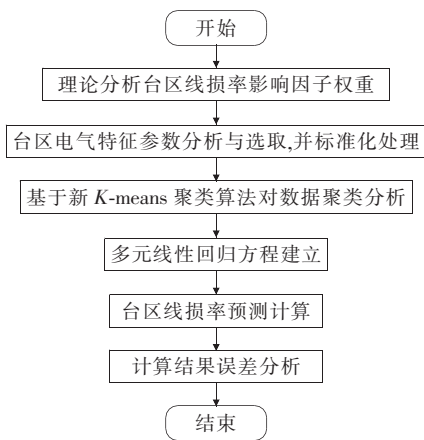 开始
理论分析台区线损率影响因子权重
台区电气特征参数分析与选取,并标准化处理
基于新 K-means 聚类算法对数据聚类分析
多元线性回归方程建立
台区线损率预测计算
计算结果误差分析
结束